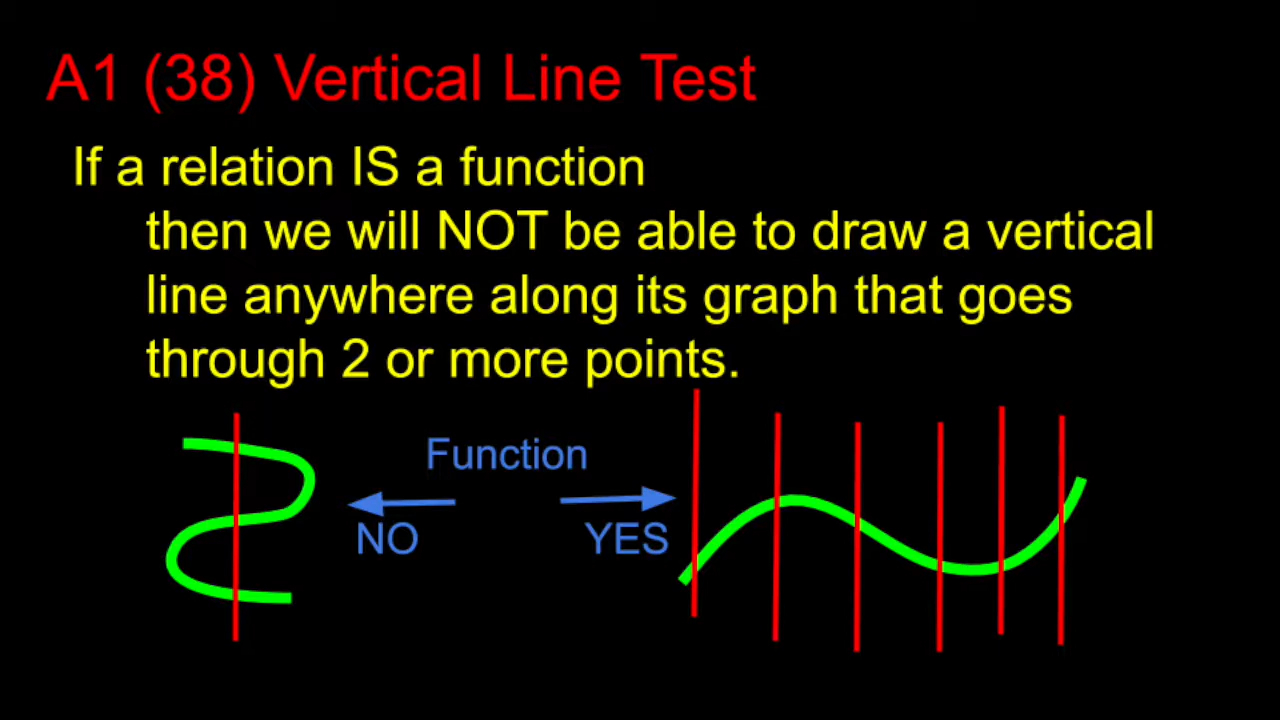 A1 (38) Vertical Line Test
If a relation IS a function
then we will NOT be able to draw a vertical
line anywhere along its graph that goes
through 2 or more points.
Function
NO
YES